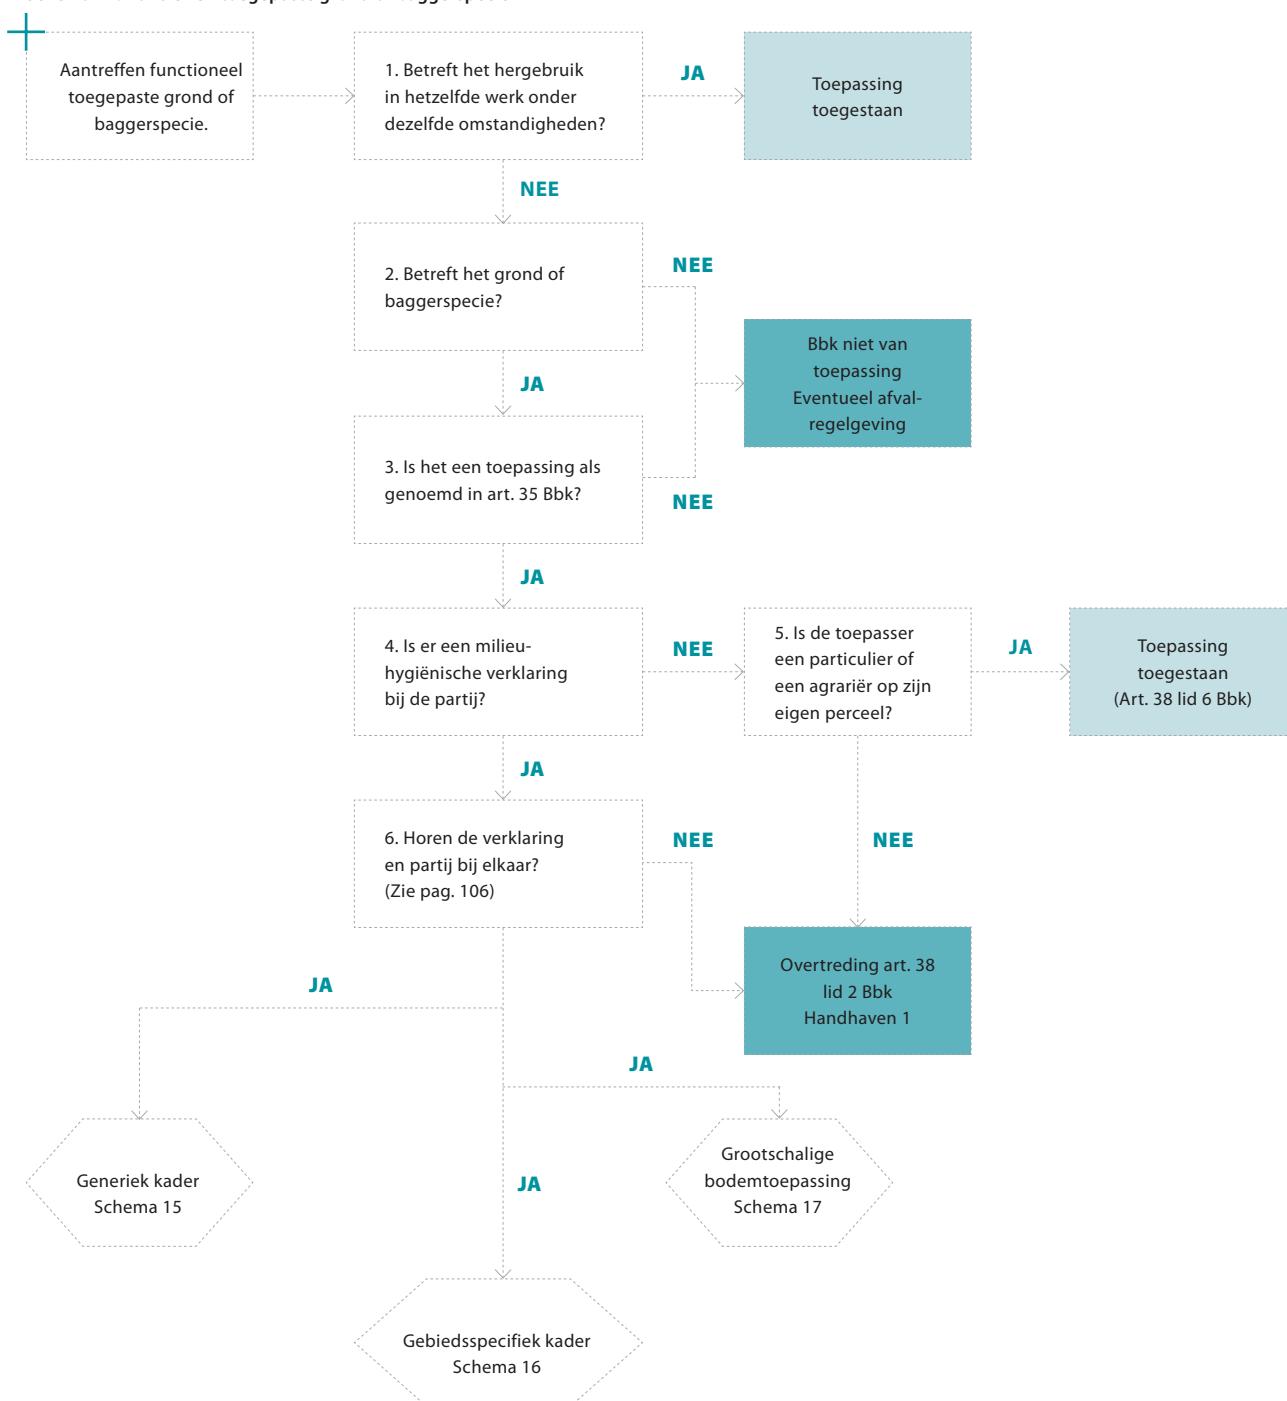 Aantreffen functioneel
toegepaste grond of
baggerspecie.
1. Betreft het hergebruik
in hetzelfde werk onder
dezelfde omstandigheden?
JA
Toepassing
toegestaan
NEE
2. Betreft het grond of
baggerspecie?
NEE
Bbk niet van
toepassing
Eventueel afval-
regelgeving
JA
3. Is het een toepassing als
genoemd in art. 35 Bbk?
NEE
JA
4. Is er een milieu-
hygiënische verklaring
bij de partij?
NEE
5. Is de toepasser
een particulier of
een agrariër op zijn
eigen perceel?
JA
Toepassing
toegestaan
(Art. 38 lid 6 Bbk)
JA
6. Horen de verklaring
en partij bij elkaar?
(Zie pag. 106)
NEE
NEE
Overtreding art. 38
lid 2 Bbk
Handhaven 1
JA
JA
JA
Generiek kader
Schema 15
Grootschalige
bodemtoepassing
Schema 17
Gebiedsspecifiek kader
Schema 16